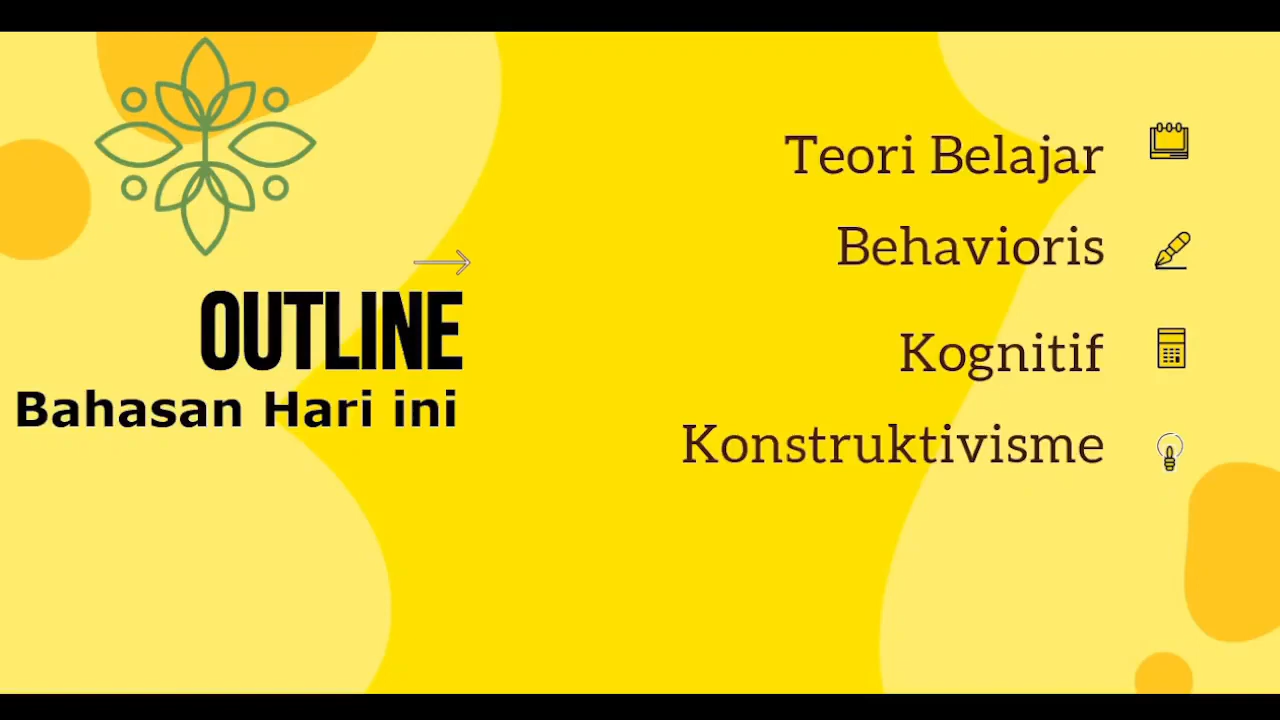 OUTLINE
Bahasan Hari ini
Teori Belajar
Behavioris
Kognitif
Konstruktivisme